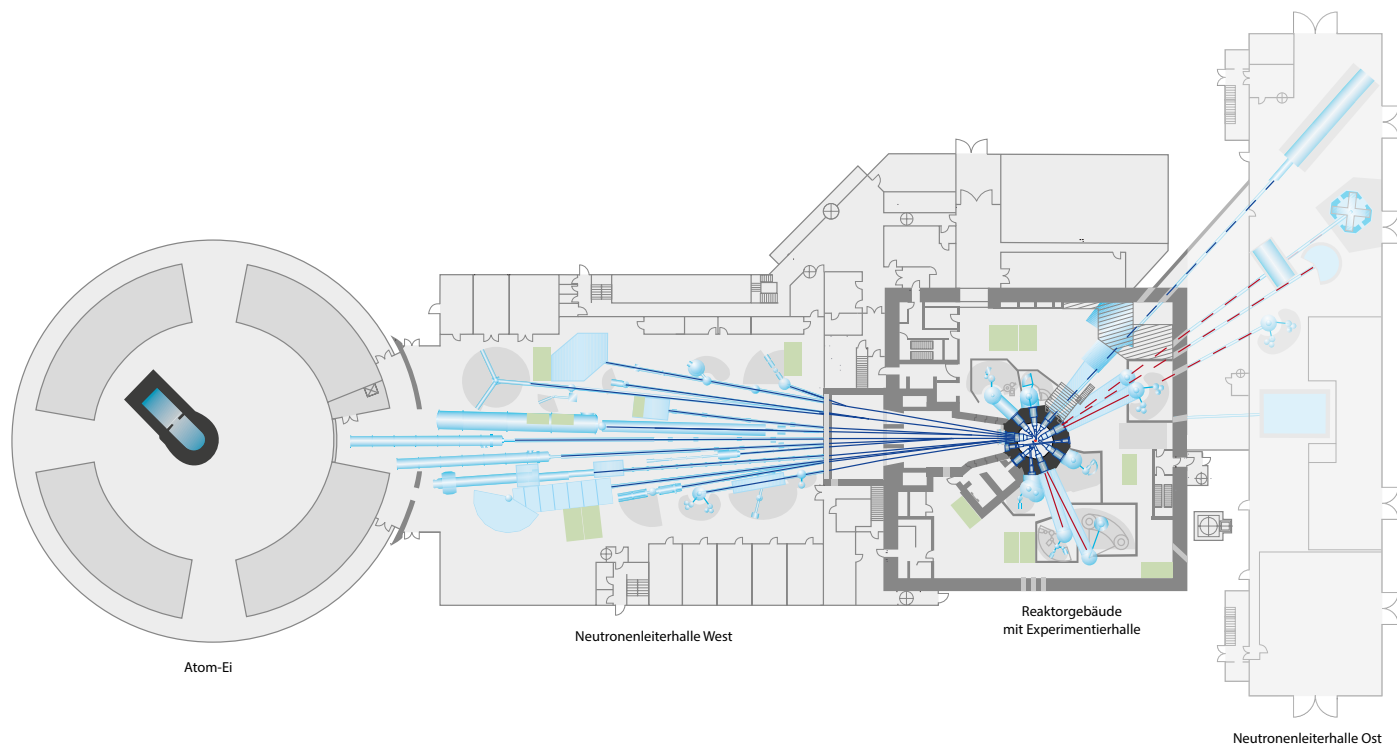 Atom-Ei
Neutronenleiterhalle West
Reaktorgebäude
mit Experimentierhalle
Neutronenleiterhalle Ost